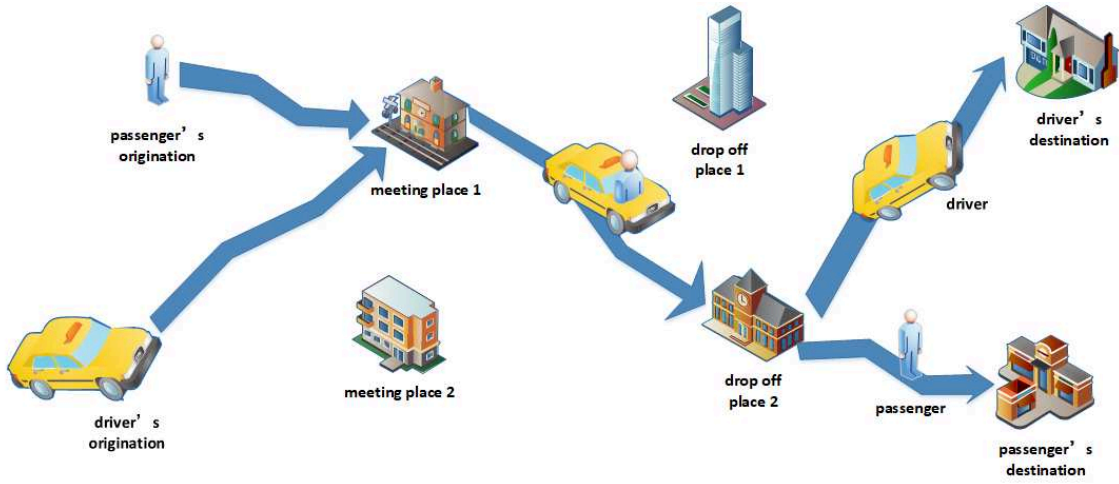 passenger’s
origination
meeting place 1
drop off
place 1
driver’s
destination
driver
meeting place 2
drop off
place 2
passenger
driver’s
origination
passenger’s
destination